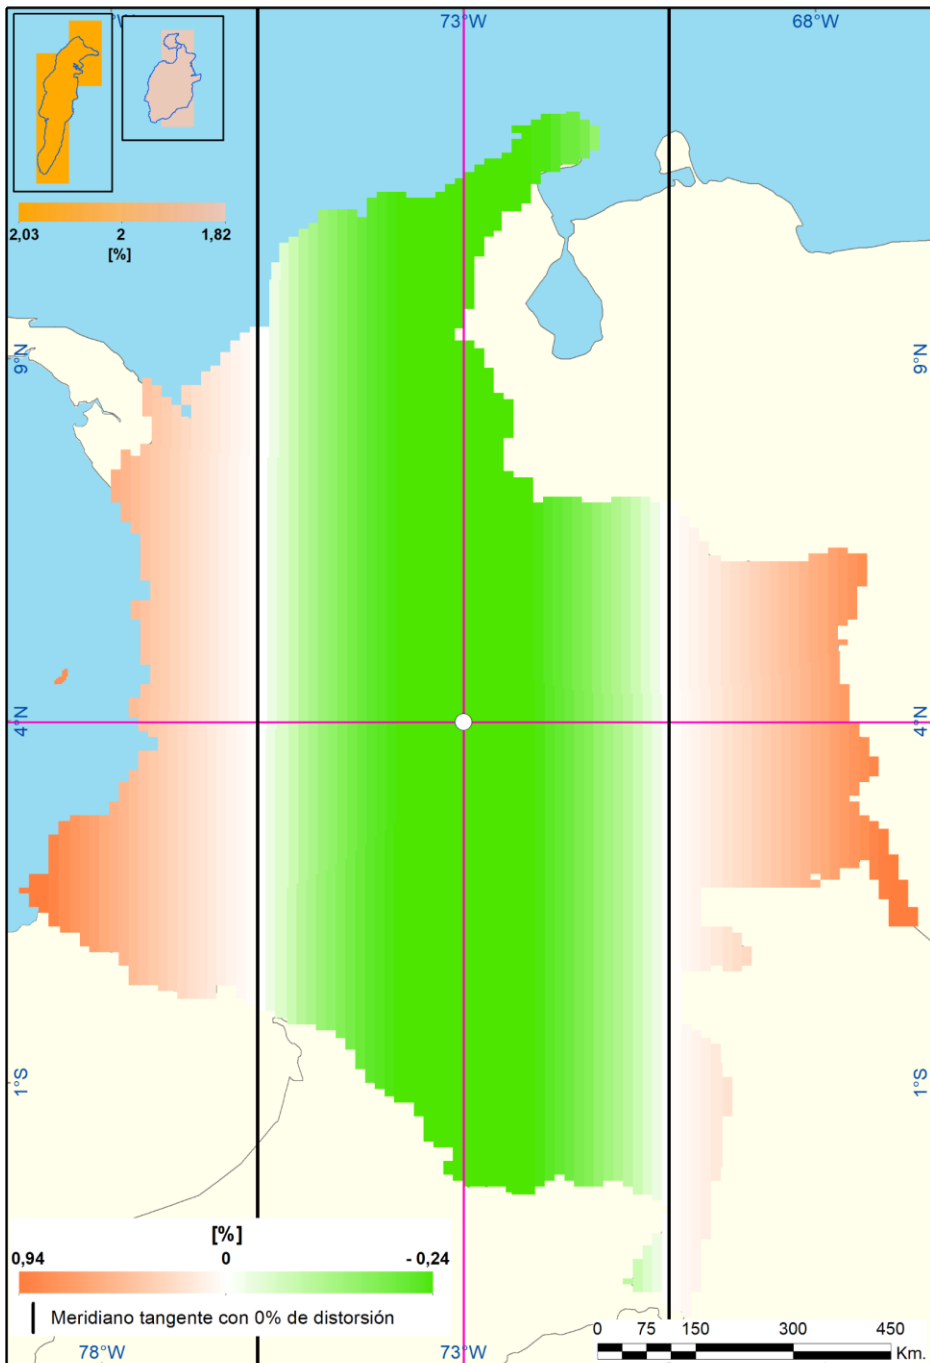 °W 73°W 68°W
2,03 2 1,82
[%]
9°N 9°N
4°N 4°N
1°S 1°S
[%]
0,94 0 - 0,24
Meridiano tangente con 0% de distorsión
0 75 150 300 450
Km.
78°W 73°W